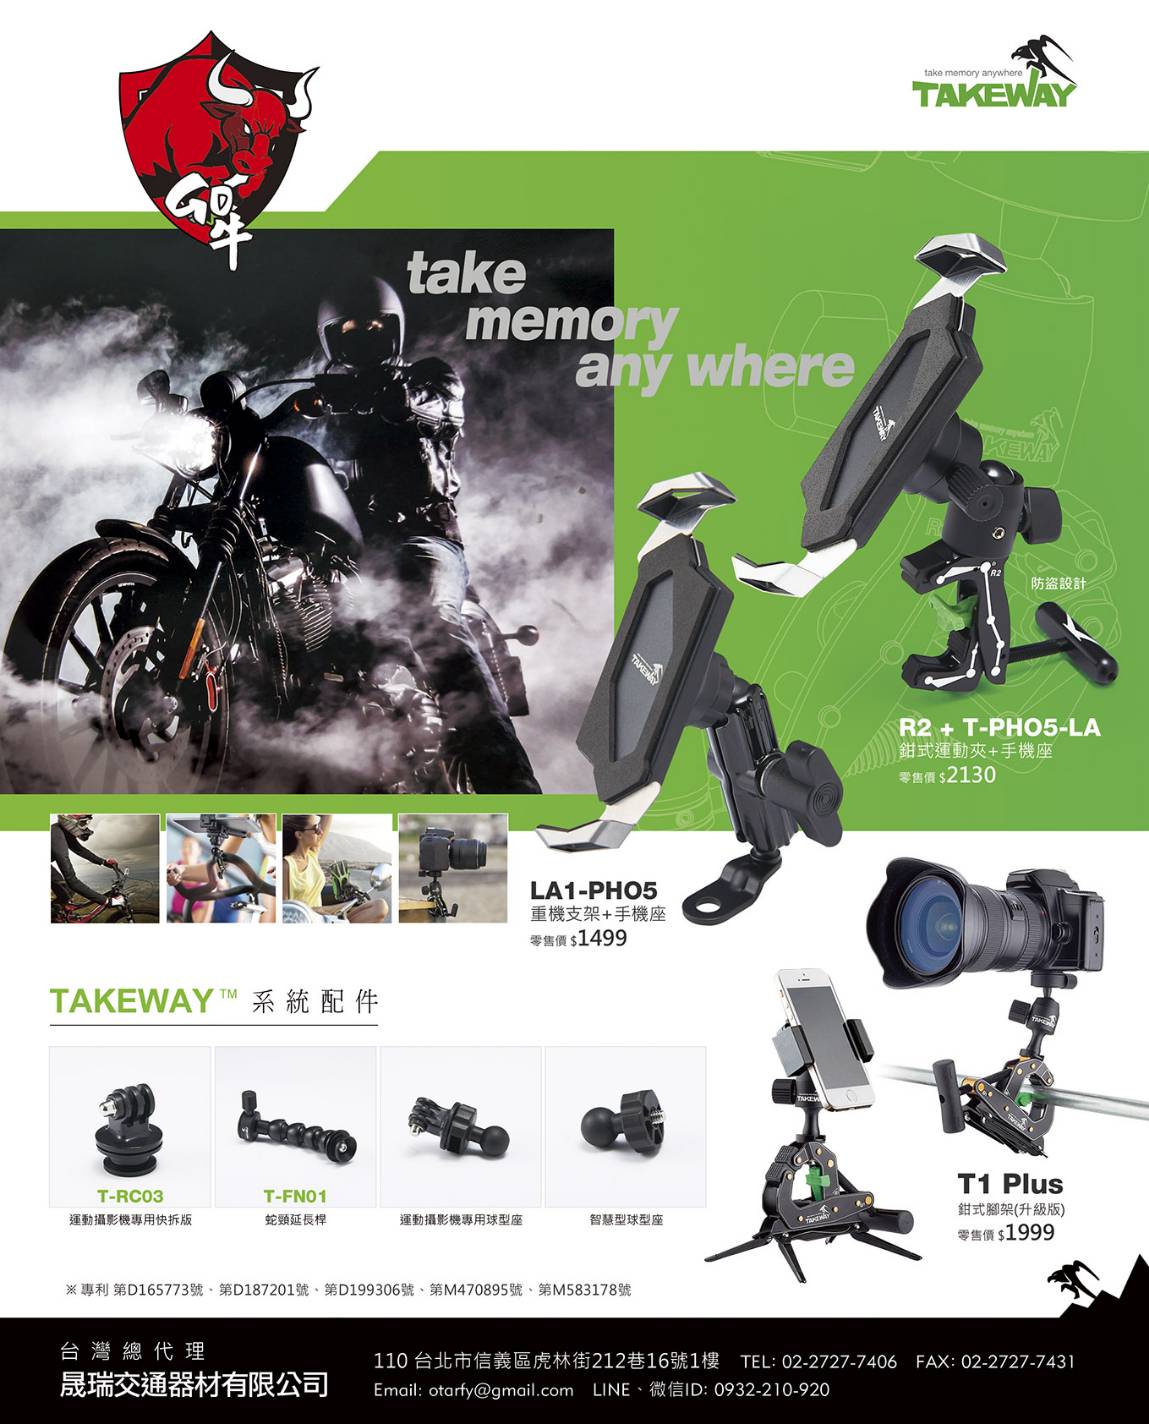 GO
牛
take memory anywhere
TAKEWAY
take
memory
any where
TAKEWAY
R2
防盜設計
TAKEWAY
R2 + T-PHO5-LA
鉗式運動夾+手機座
零售價 $2130
LA1-PHO5
重機支架+手機座
零售價 $1499
TAKEWAY™ 系統配件
T-RC03
運動攝影機專用快拆版
T-FN01
蛇頸延長桿
運動攝影機專用球型座
智慧型球型座
TAKEWAY
T1 Plus
鉗式腳架(升級版)
零售價 $1999
※ 專利 第D165773號、第D187201號、第D199306號、第M470895號、第M583178號
台灣總代理
晟瑞交通器材有限公司
110 台北市信義區虎林街212巷16號1樓 TEL: 02-2727-7406 FAX: 02-2727-7431
Email: otarfy@gmail.com LINE、微信ID: 0932-210-920